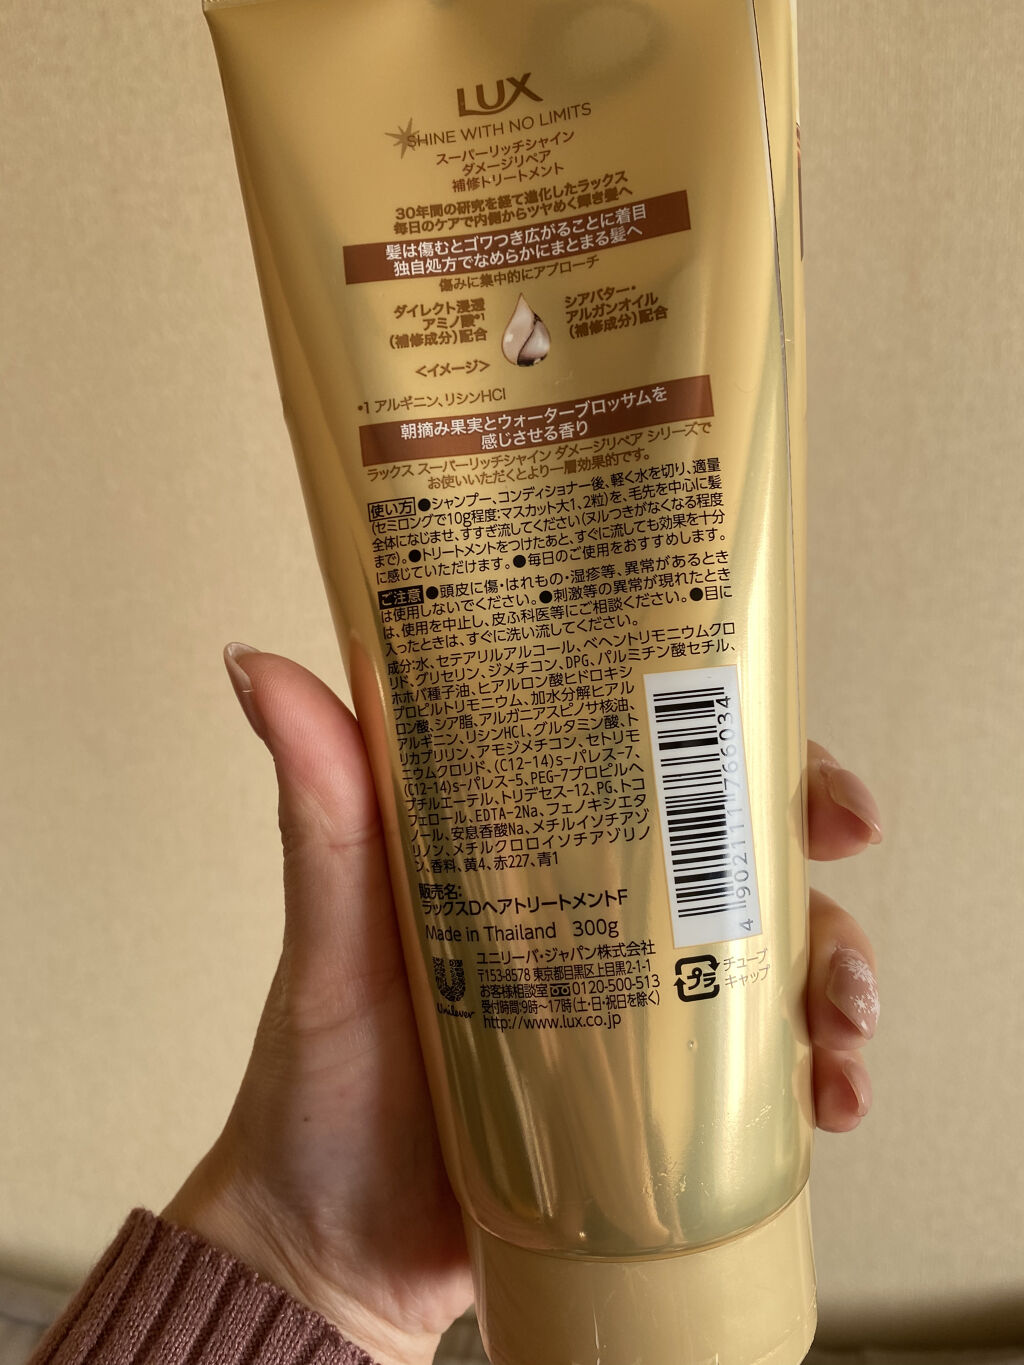 LUX
SHINE WITH NO LIMITS
スーパーリッチシャイン
ダメージリペア
補修トリートメント
30年間の研究を経て進化したラックス
毎日のケアで内側からツヤめく輝き髪へ
髪は傷むとゴワつき広がることに着目
独自処方でなめらかにまとまる髪へ
傷みに集中的にアプローチ
ダイレクト浸透
アミノ酸*1
(補修成分)配合
シアバター・
アルガンオイル
(補修成分)配合
<イメージ>
*1 アルギニン、リシンHCl
朝摘み果実とウォーターブロッサムを
感じさせる香り
ラックス スーパーリッチシャイン ダメージリペア シリーズで
お使いいただくとより一層効果的です。
使い方 ●シャンプー、コンディショナー後、軽く水を切り、適量
(セミロングで10g程度:マスカット大1、2粒)を、毛先を中心に髪
全体になじませ、すすぎ流してください(ヌルつきがなくなる程度
まで)。●トリートメントをつけたあと、すぐに流しても効果を十分
に感じていただけます。●毎日のご使用をおすすめします。
ご注意 ●頭皮に傷・はれもの・湿疹等、異常があるとき
は使用しないでください。●刺激等の異常が現れたとき
は、使用を中止し、皮ふ科医等にご相談ください。●目に
入ったときは、すぐに洗い流してください。
成分:水、セテアリルアルコール、ベヘントリモニウムクロ
リド、グリセリン、ジメチコン、DPG、パルミチン酸セチル、
ホホバ種子油、ヒアルロン酸ヒドロキシ
プロピルトリモニウム、加水分解ヒアル
ロン酸、シア脂、アルガニアスピノサ核油、
アルギニン、リシンHCl、グルタミン酸、ト
リカプリリン、アモジメチコン、セトリモ
ニウムクロリド、(C12-14)s-パレス-7、
(C12-14)s-パレス-5、PEG-7プロピルヘ
プチルエーテル、トリデセス-12、PG、トコ
フェロール、EDTA-2Na、フェノキシエタ
ノール、安息香酸Na、メチルイソチアゾ
リノン、メチルクロロイソチアゾリノ
ン、香料、黄4、赤227、青1
4 902111 766034
販売名:
ラックスDヘアトリートメントF
Made in Thailand 300g
Unilever
ユニリーバ・ジャパン株式会社
〒153-8578 東京都目黒区上目黒2-1-1
お客様相談室 0120-500-513
受付時間:9時~17時(土・日・祝日を除く)
http://www.lux.co.jp
プラ
チューブ
キャップ